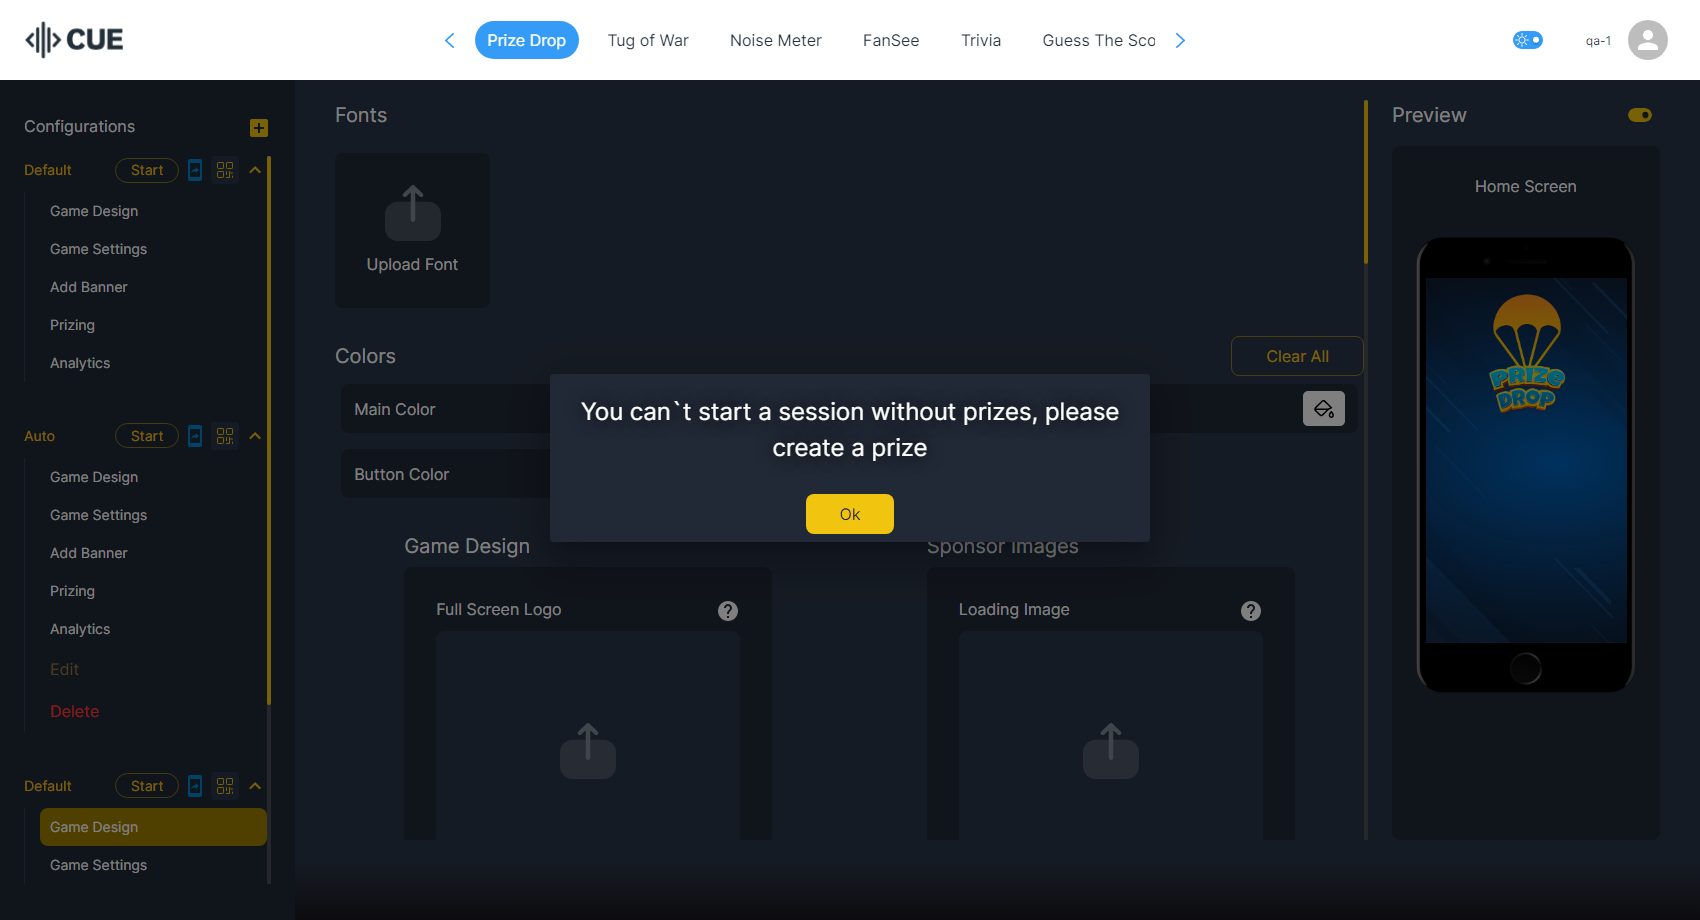 CUE
Prize Drop
Tug of War
Noise Meter
FanSee
Trivia
Guess The Sco
qa-1
Configurations
Default
Start
Game Design
Game Settings
Add Banner
Prizing
Analytics
Auto
Start
Game Design
Game Settings
Add Banner
Prizing
Analytics
Edit
Delete
Default
Start
Game Design
Game Settings
Fonts
Upload Font
Colors
Clear All
Main Color
Button Color
You can`t start a session without prizes, please
create a prize
Ok
Game Design
Full Screen Logo
?
Sponsor Images
Loading Image
?
Preview
Home Screen
PRIZE
DROP